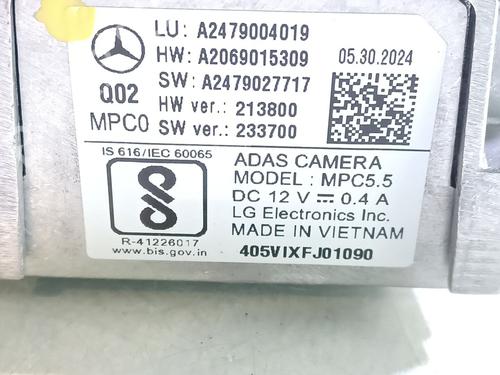 LU: A2479004019
HW: A2069015309
05.30.2024
SW: A2479027717
Q02
HW ver.: 213800
MPC0
SW ver.: 233700
IS 616/IEC 60065
ADAS CAMERA
MODEL : MPC5.5
DC 12 V ⎓ 0.4 A
LG Electronics Inc.
MADE IN VIETNAM
R-41226017
www.bis.gov.in
405VIXFJ01090